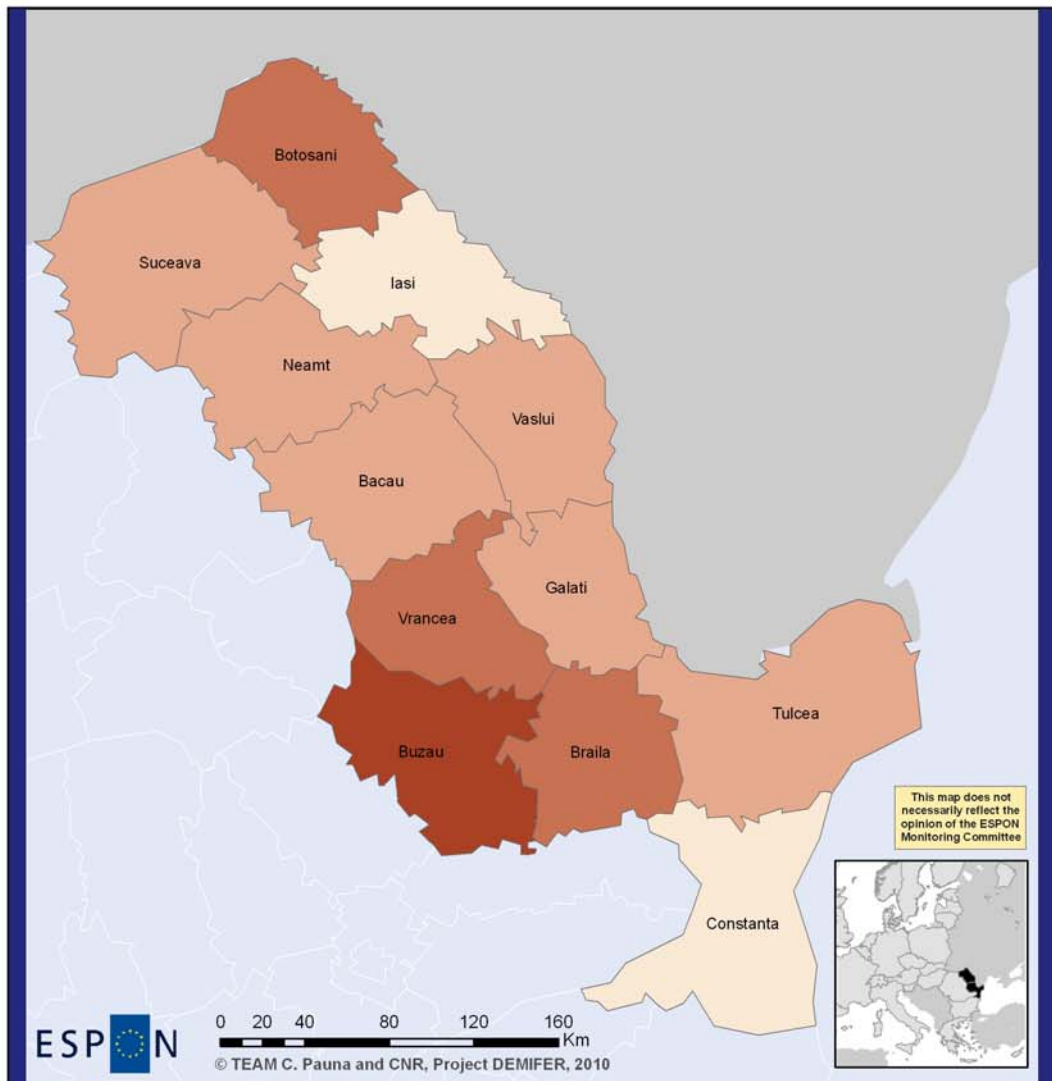 Botosani
Suceava
Iasi
Neamt
Vaslui
Bacau
Galati
Vrancea
Tulcea
Buzau
Braila
This map does not
necessarily reflect the
opinion of the ESPON
Monitoring Committee
Constanta
ESPON
0 20 40 80 120 160
Km
© TEAM C. Pauna and CNR, Project DEMIFER, 2010